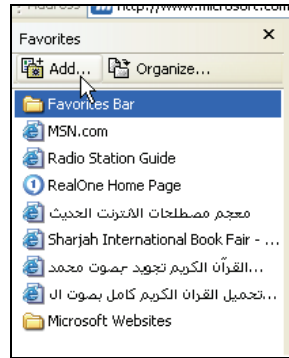 Address http://www.microsoft.com
Favorites
Add... Organize...
Favorites Bar
MSN.com
Radio Station Guide
RealOne Home Page
معجم مصطلحات الانترنت الحديث
Sharjah International Book Fair - ...
القرآن الكريم تجويد بصوت محمد...
تحميل القران الكريم كامل بصوت ال...
Microsoft Websites